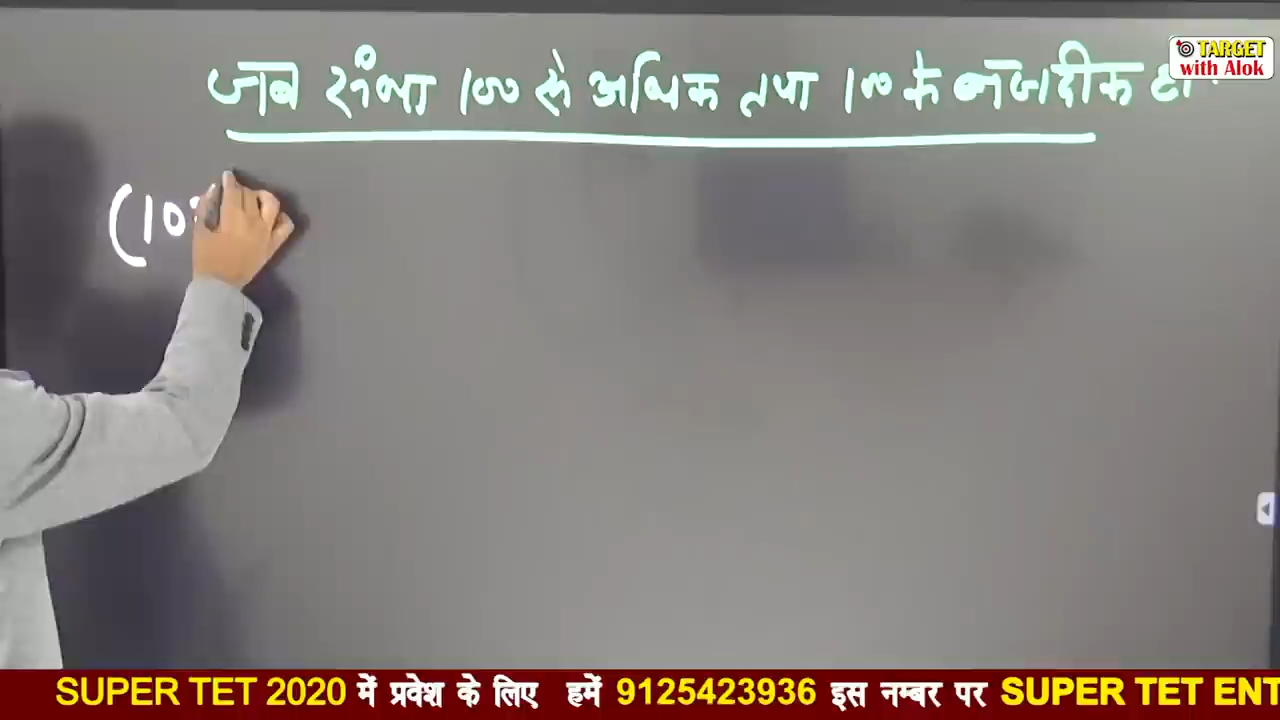 TARGET
with Alok
जब संख्या 100 से अधिक तथा 100 के नजदीक हो
(10
SUPER TET 2020 में प्रवेश के लिए हमें 9125423936 इस नम्बर पर SUPER TET ENT